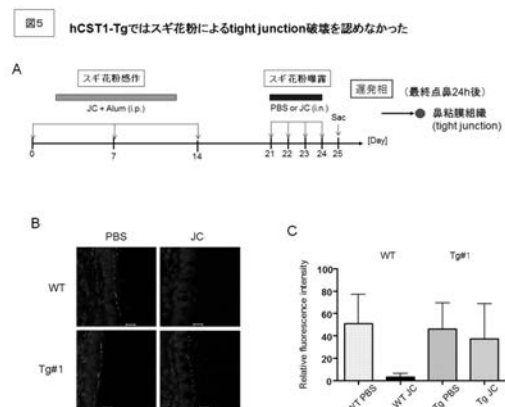 図5
hCST1-Tgではスギ花粉によるtight junction破壊を認めなかった
A
スギ花粉感作
JC + Alum (i.p.)
スギ花粉曝露
PBS or JC (i.n.)
遅発相
(最終点鼻24h後)
鼻粘膜組織
(tight junction)
Sac
0 7 14 21 22 23 24 25 [Day]
B
PBS JC
WT
Tg#1
C
WT Tg#1
Relative fluorescence intensity
100
80
60
40
20
0
WT PBS
WT JC
Tg PBS
Tg JC